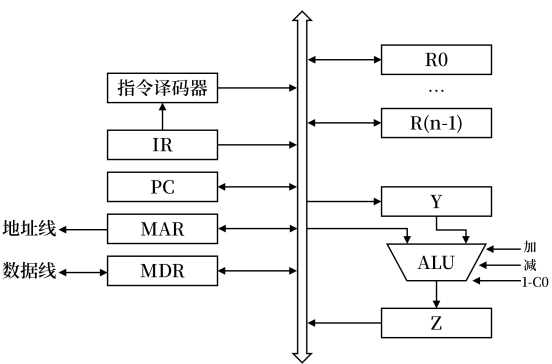 R0
…
R(n-1)
指令译码器
IR
PC
MAR
MDR
地址线
数据线
Y
ALU
加
减
1-C0
Z